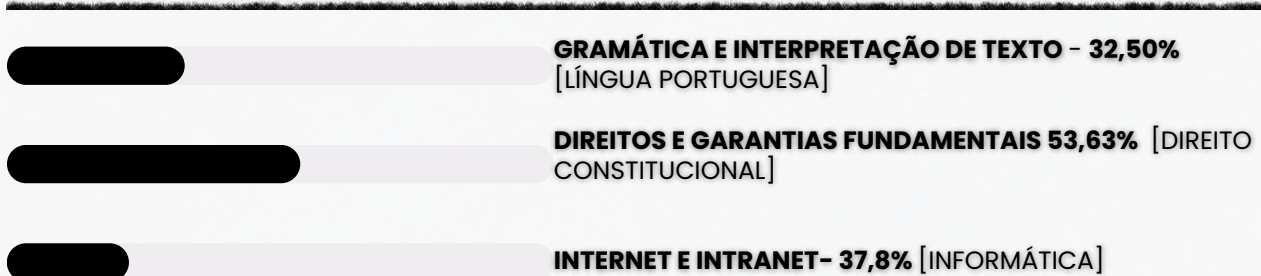 GRAMÁTICA E INTERPRETAÇÃO DE TEXTO - 32,50%
[LÍNGUA PORTUGUESA]
DIREITOS E GARANTIAS FUNDAMENTAIS 53,63% [DIREITO
CONSTITUCIONAL]
INTERNET E INTRANET- 37,8% [INFORMÁTICA]